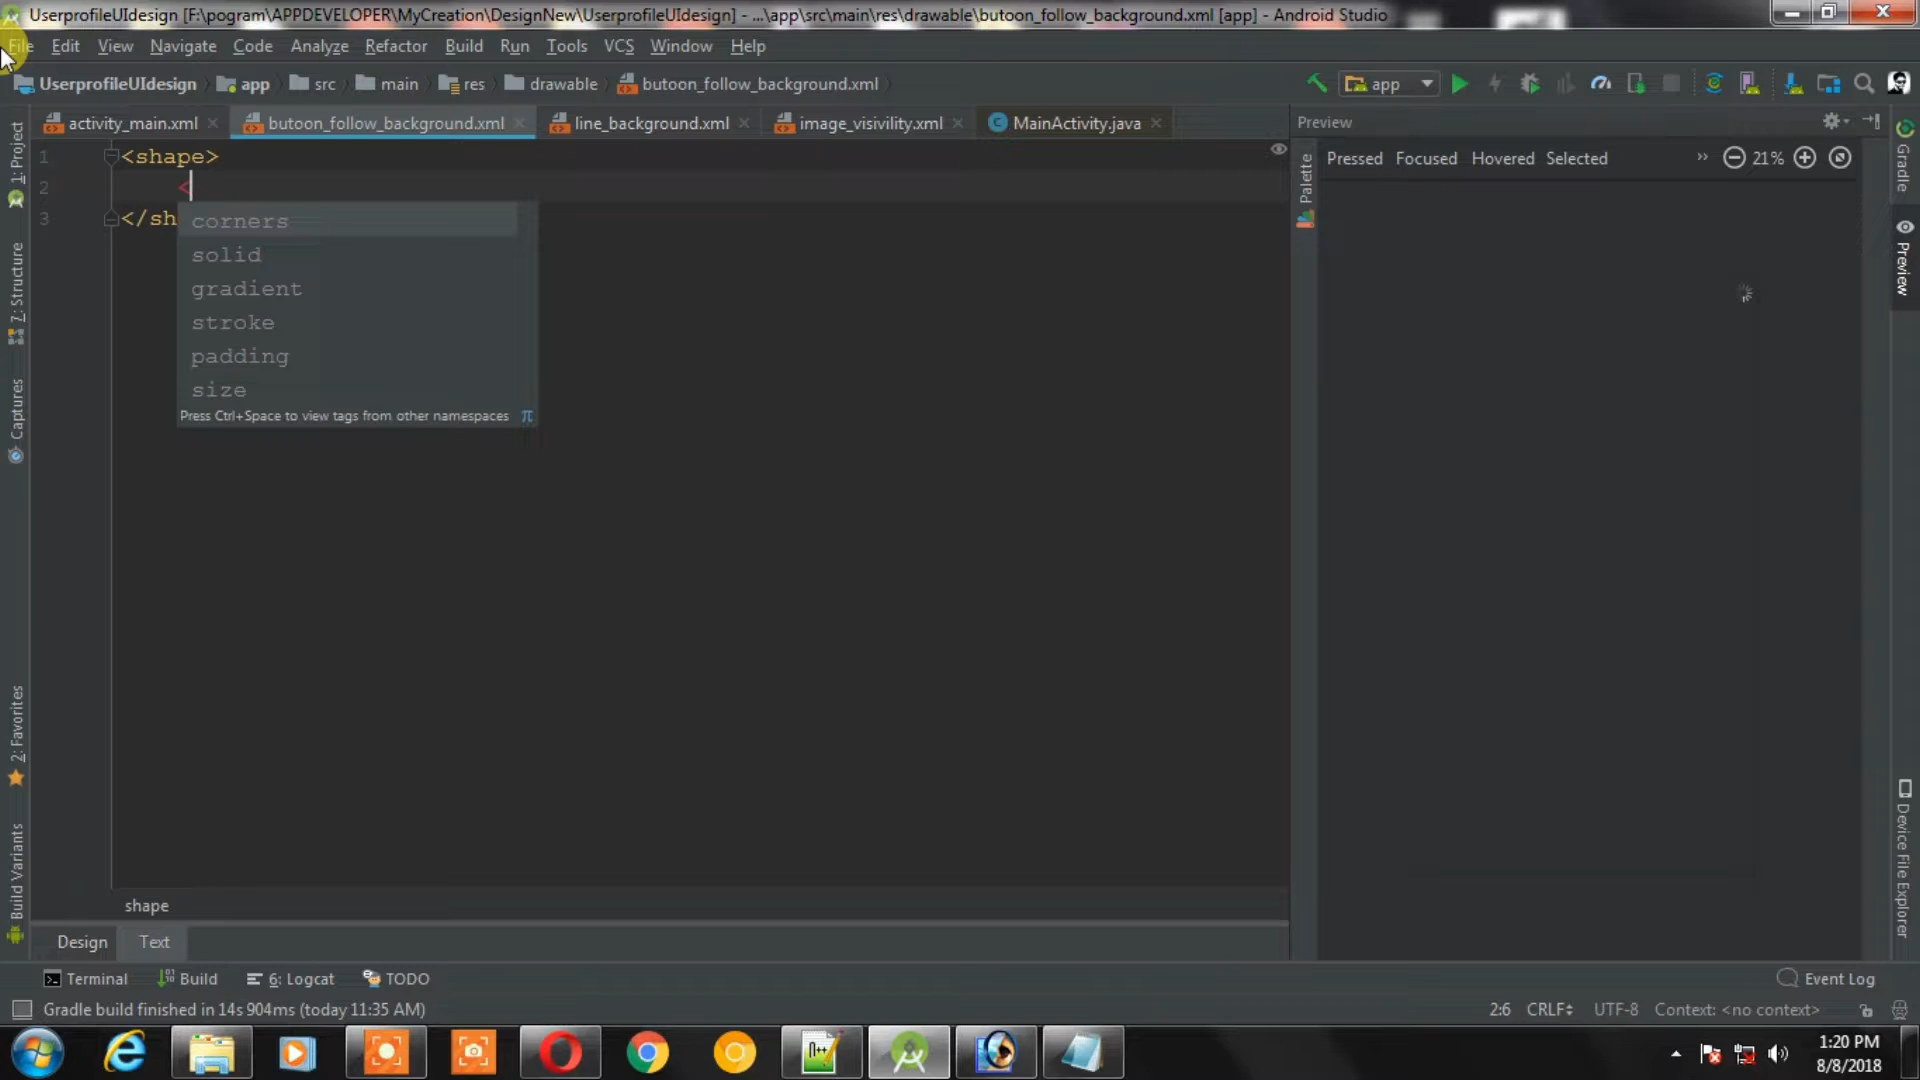 UserprofileUIdesign [F:\pogram\APPDEVELOPER\MyCreation\DesignNew\UserprofileUIdesign] - ...\app\src\main\res\drawable\butoon_follow_background.xml [app] - Android Studio
File Edit View Navigate Code Analyze Refactor Build Run Tools VCS Window Help
UserprofileUIdesign app src main res drawable butoon_follow_background.xml app
activity_main.xml butoon_follow_background.xml line_background.xml image_visivility.xml MainActivity.java Preview
Pressed Focused Hovered Selected » 21%
1 <shape>
2 <
3 </sh
corners
solid
gradient
stroke
padding
size
Press Ctrl+Space to view tags from other namespaces π
1: Project
7: Structure
Captures
2: Favorites
Build Variants
Palette
Gradle
Preview
Device File Explorer
shape
Design Text
Terminal Build 6: Logcat TODO Event Log
Gradle build finished in 14s 904ms (today 11:35 AM) 2:6 CRLF UTF-8 Context: <no context>
1:20 PM
8/8/2018